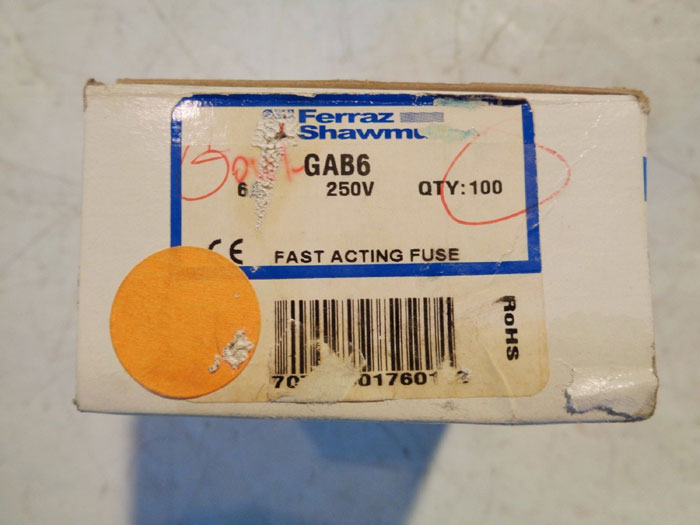 Ferraz
Shawmu
GAB6
6 250V QTY: 100
CE FAST ACTING FUSE
RoHS